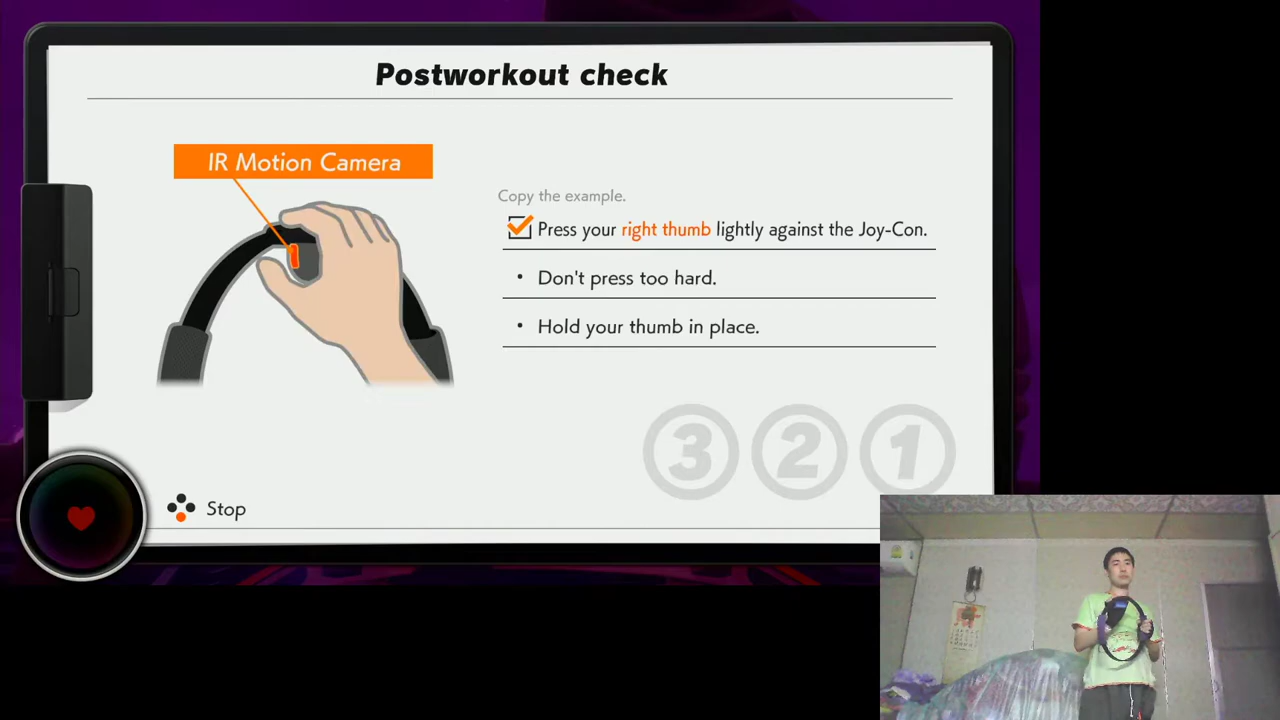 Postworkout check
IR Motion Camera
Copy the example.
Press your right thumb lightly against the Joy-Con.
• Don't press too hard.
• Hold your thumb in place.
3 2 1
Stop